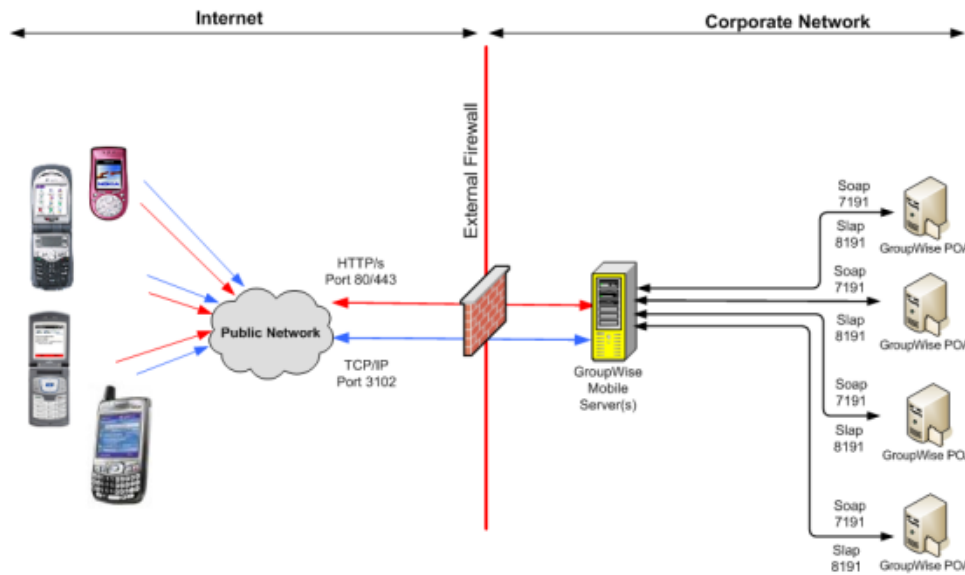 Internet
Corporate Network
External Firewall
HTTP/s
Port 80/443
Public Network
TCP/IP
Port 3102
GroupWise
Mobile
Server(s)
Soap
7191
Slap
8191
GroupWise PO
Soap
7191
Slap
8191
GroupWise PO
Soap
7191
Slap
8191
GroupWise PO
Soap
7191
Slap
8191
GroupWise PO